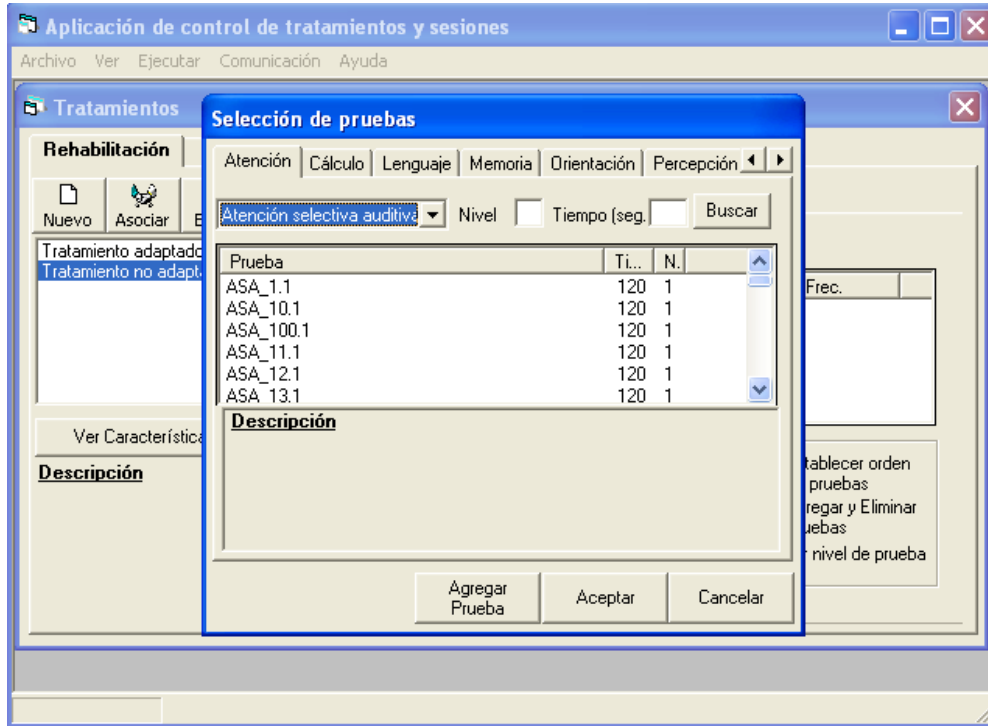 Aplicación de control de tratamientos y sesiones
Archivo Ver Ejecutar Comunicación Ayuda
Tratamientos
Rehabilitación
Nuevo Asociar E
Tratamiento adaptado
Tratamiento no adapt
Ver Característica
Descripción
Selección de pruebas
Atención Cálculo Lenguaje Memoria Orientación Percepción
Atención selectiva auditiva Nivel Tiempo (seg. Buscar
Prueba Ti... N.
ASA_1.1 120 1
ASA_10.1 120 1
ASA_100.1 120 1
ASA_11.1 120 1
ASA_12.1 120 1
ASA_13.1 120 1
Descripción
Agregar Prueba
Aceptar
Cancelar
Frec.
tablecer orden
pruebas
regar y Eliminar
uebas
nivel de prueba